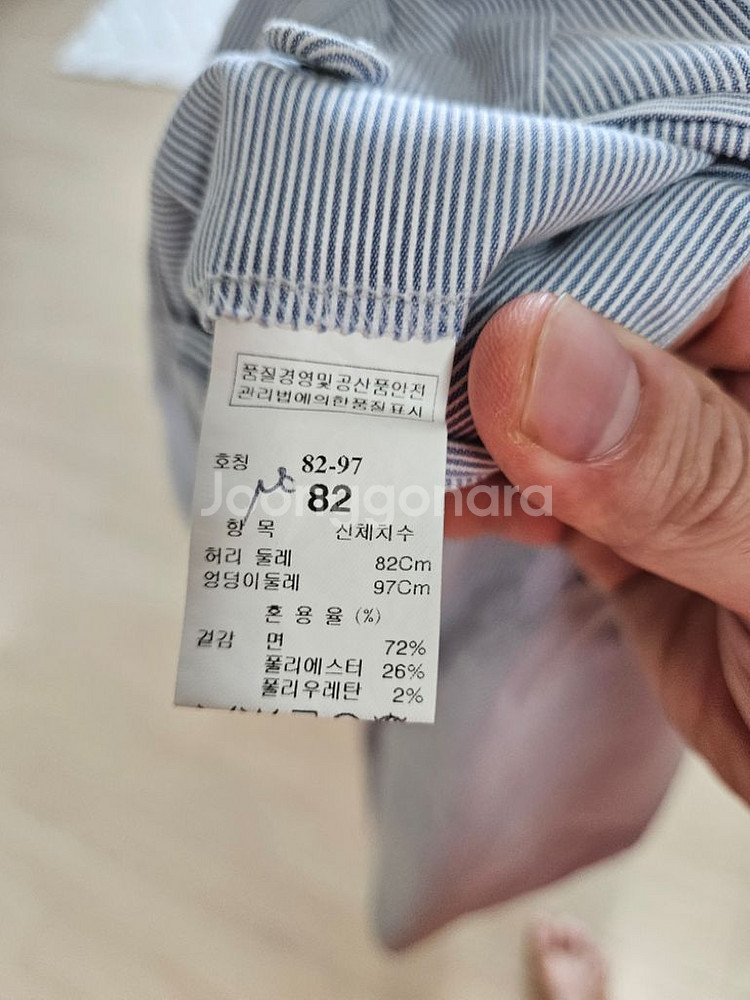 품질경영및공산품안전
관리법에의한품질표시
호칭 82-97
82
Joonggonara
항 목 신체치수
허리 둘레 82Cm
엉덩이둘레 97Cm
혼 용 율 (%)
겉감 면 72%
폴리에스터 26%
폴리우레탄 2%